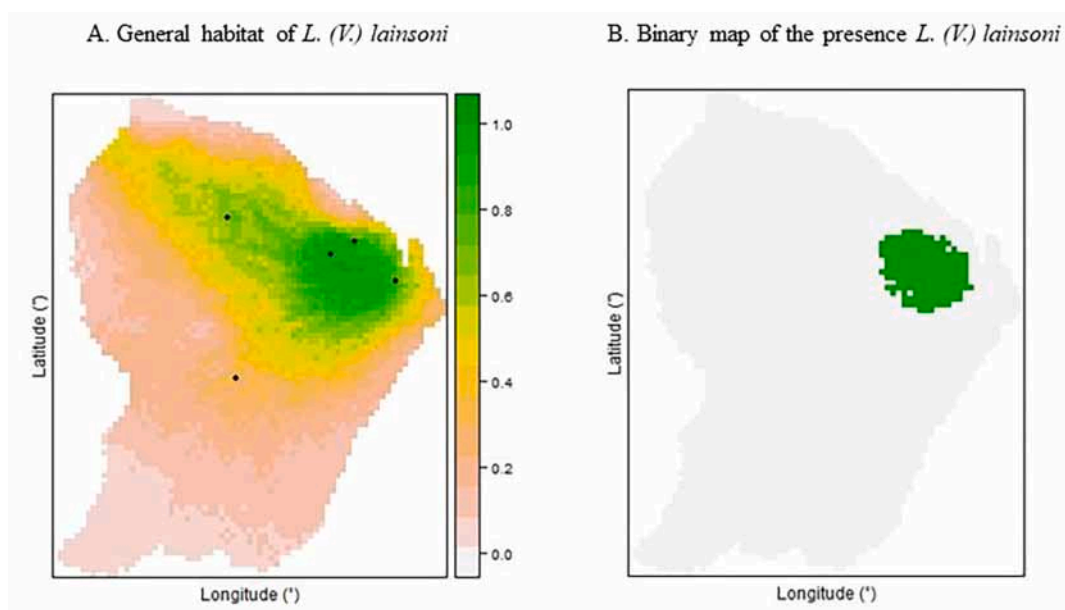 A. General habitat of L. (V.) lainsoni
B. Binary map of the presence L. (V.) lainsoni
Latitude (°)
1.0
0.8
0.6
0.4
0.2
0.0
Longitude (°)
Latitude (°)
Longitude (°)